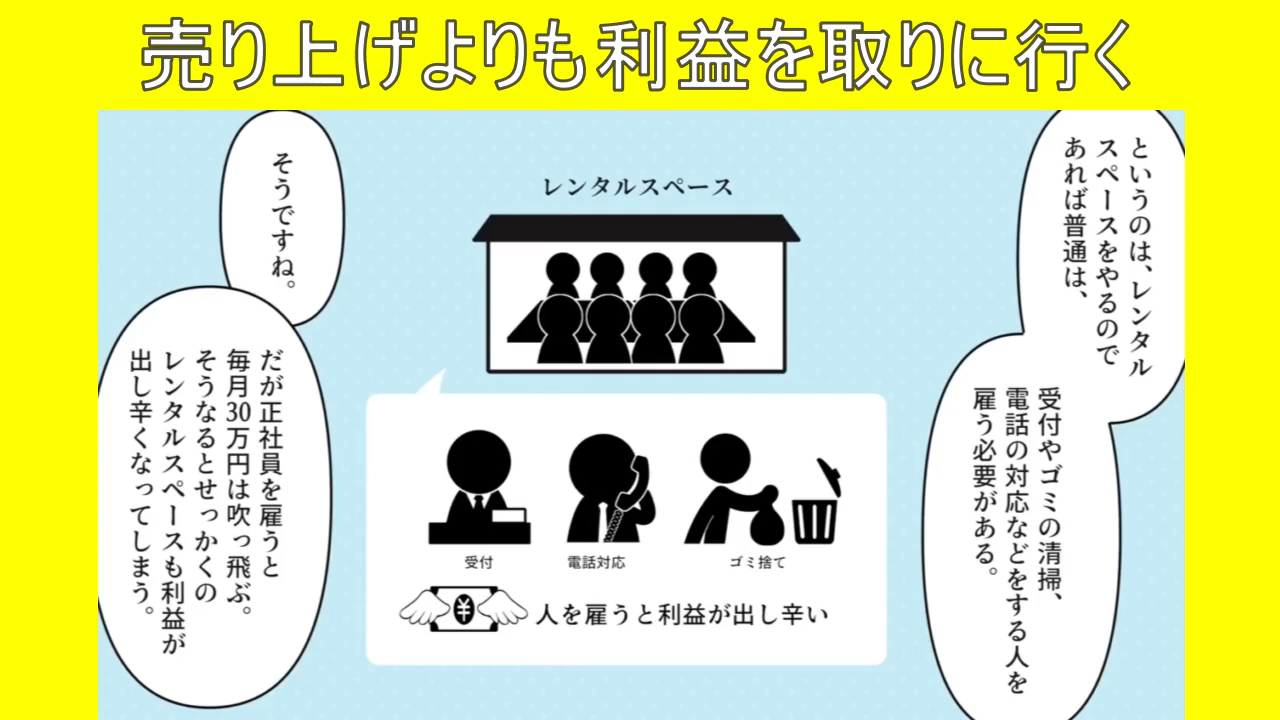 売り上げよりも利益を取りに行く
というのは、レンタル
スペースをやるので
あれば普通は、
受付やゴミの清掃、
電話の対応などをする人を
雇う必要がある。
レンタルスペース
受付
電話対応
ゴミ捨て
¥
人を雇うと利益が出し辛い
そうですね。
だが正社員を雇うと
毎月30万円は吹っ飛ぶ。
そうなるとせっかくの
レンタルスペースも利益が
出し辛くなってしまう。